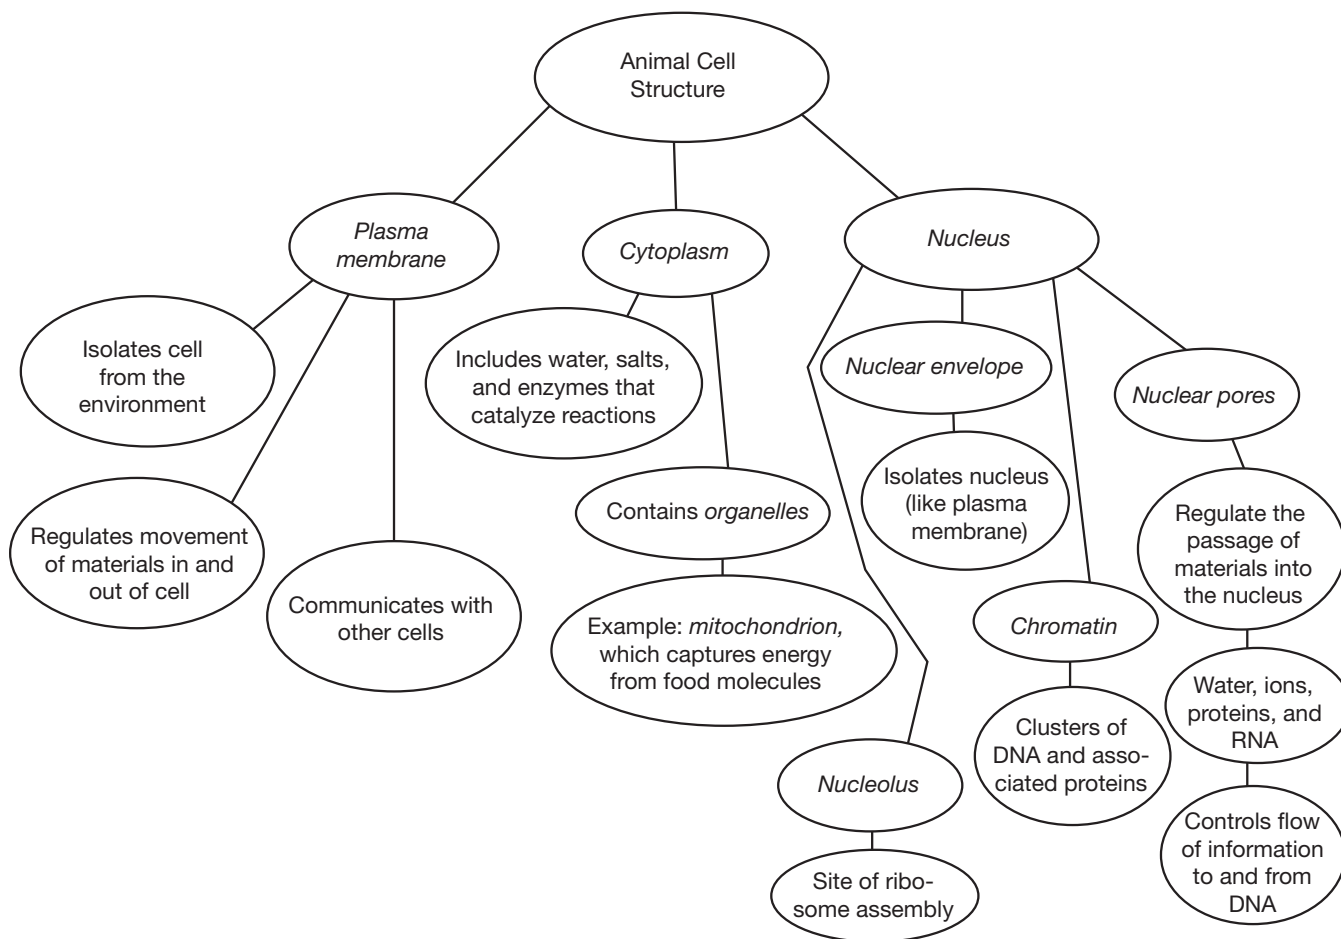 Animal Cell
Structure
Plasma
membrane
Cytoplasm
Nucleus
Isolates cell
from the
environment
Includes water, salts,
and enzymes that
catalyze reactions
Nuclear envelope
Nuclear pores
Regulates movement
of materials in and
out of cell
Communicates with
other cells
Contains organelles
Isolates nucleus
(like plasma
membrane)
Regulate the
passage of
materials into
the nucleus
Example: mitochondrion,
which captures energy
from food molecules
Chromatin
Water, ions,
proteins, and
RNA
Nucleolus
Clusters of
DNA and asso-
ciated proteins
Controls flow
of information
to and from
DNA
Site of ribo-
some assembly